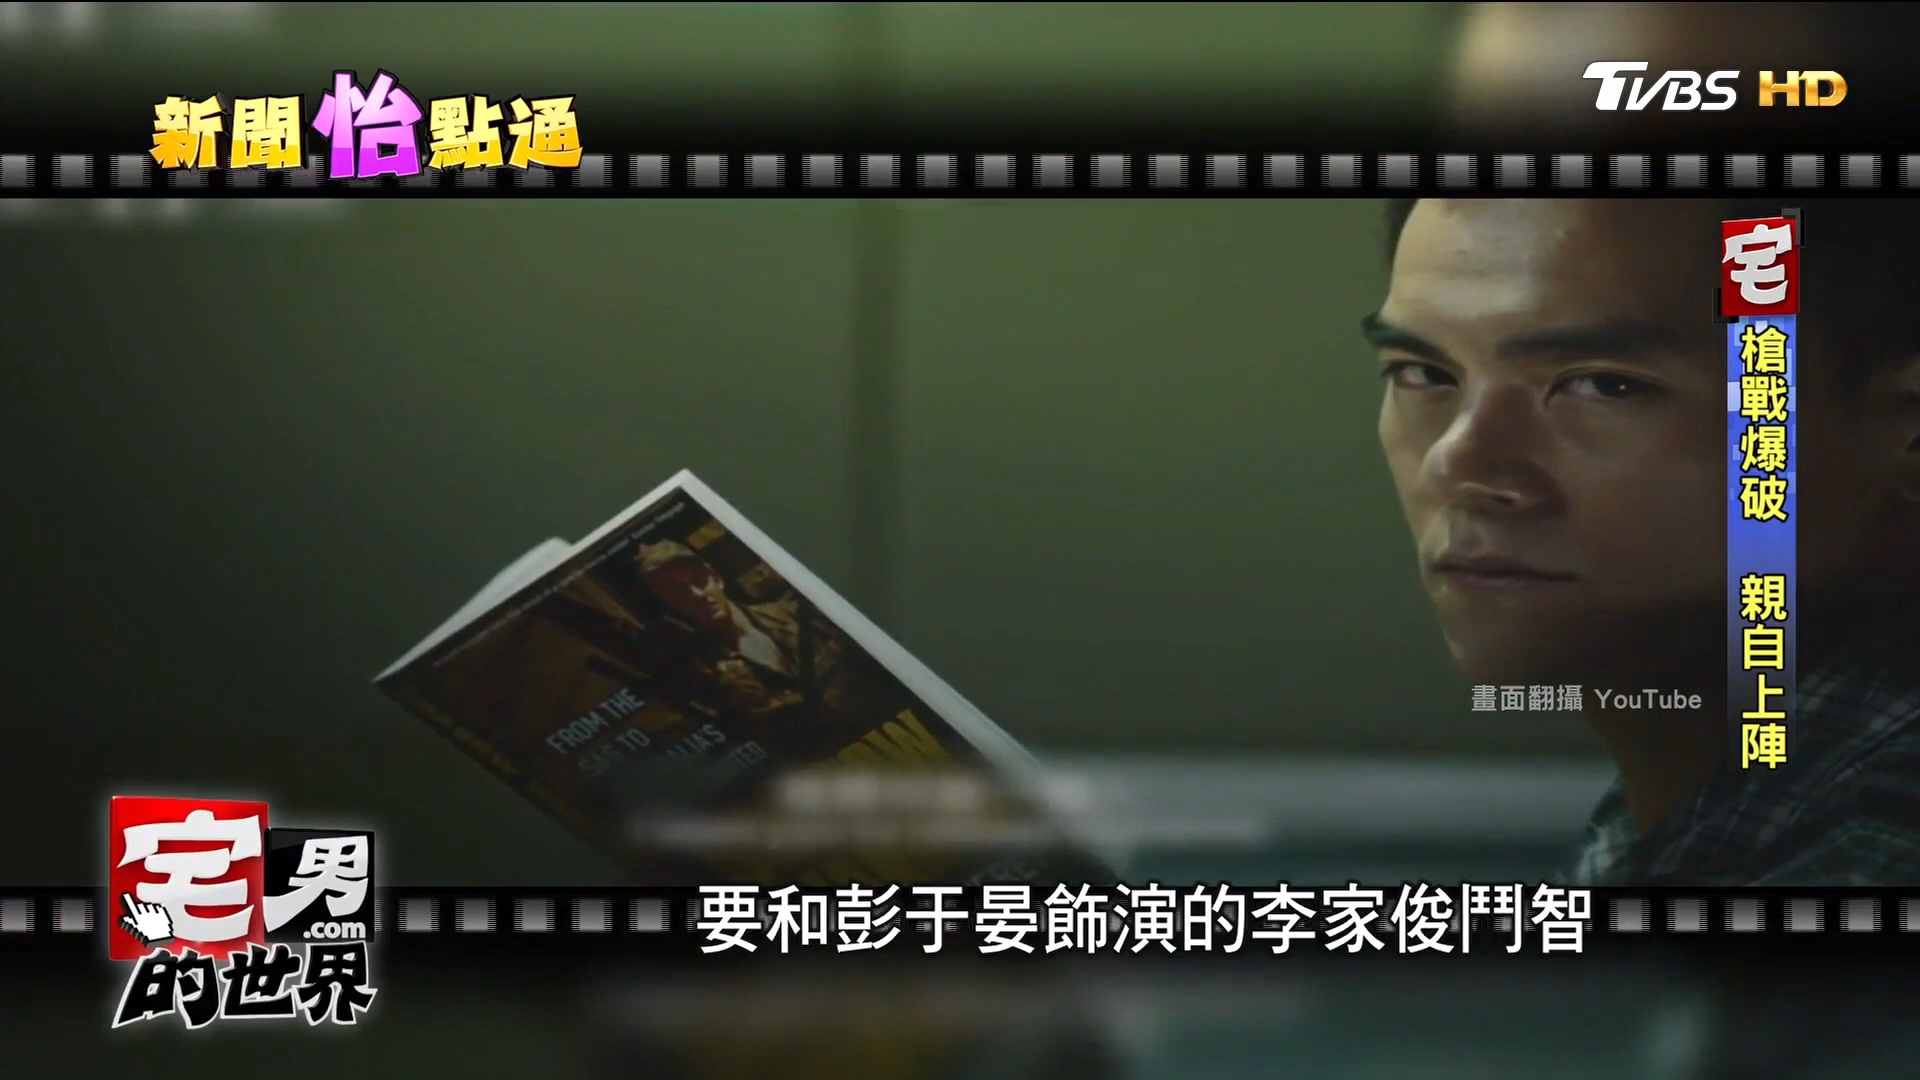 新聞怡點通
TVBS HD
宅
槍戰爆破 親自上陣
FROM THE
SAS TO
畫面翻攝 YouTube
宅男.com
的世界
要和彭于晏飾演的李家俊鬥智